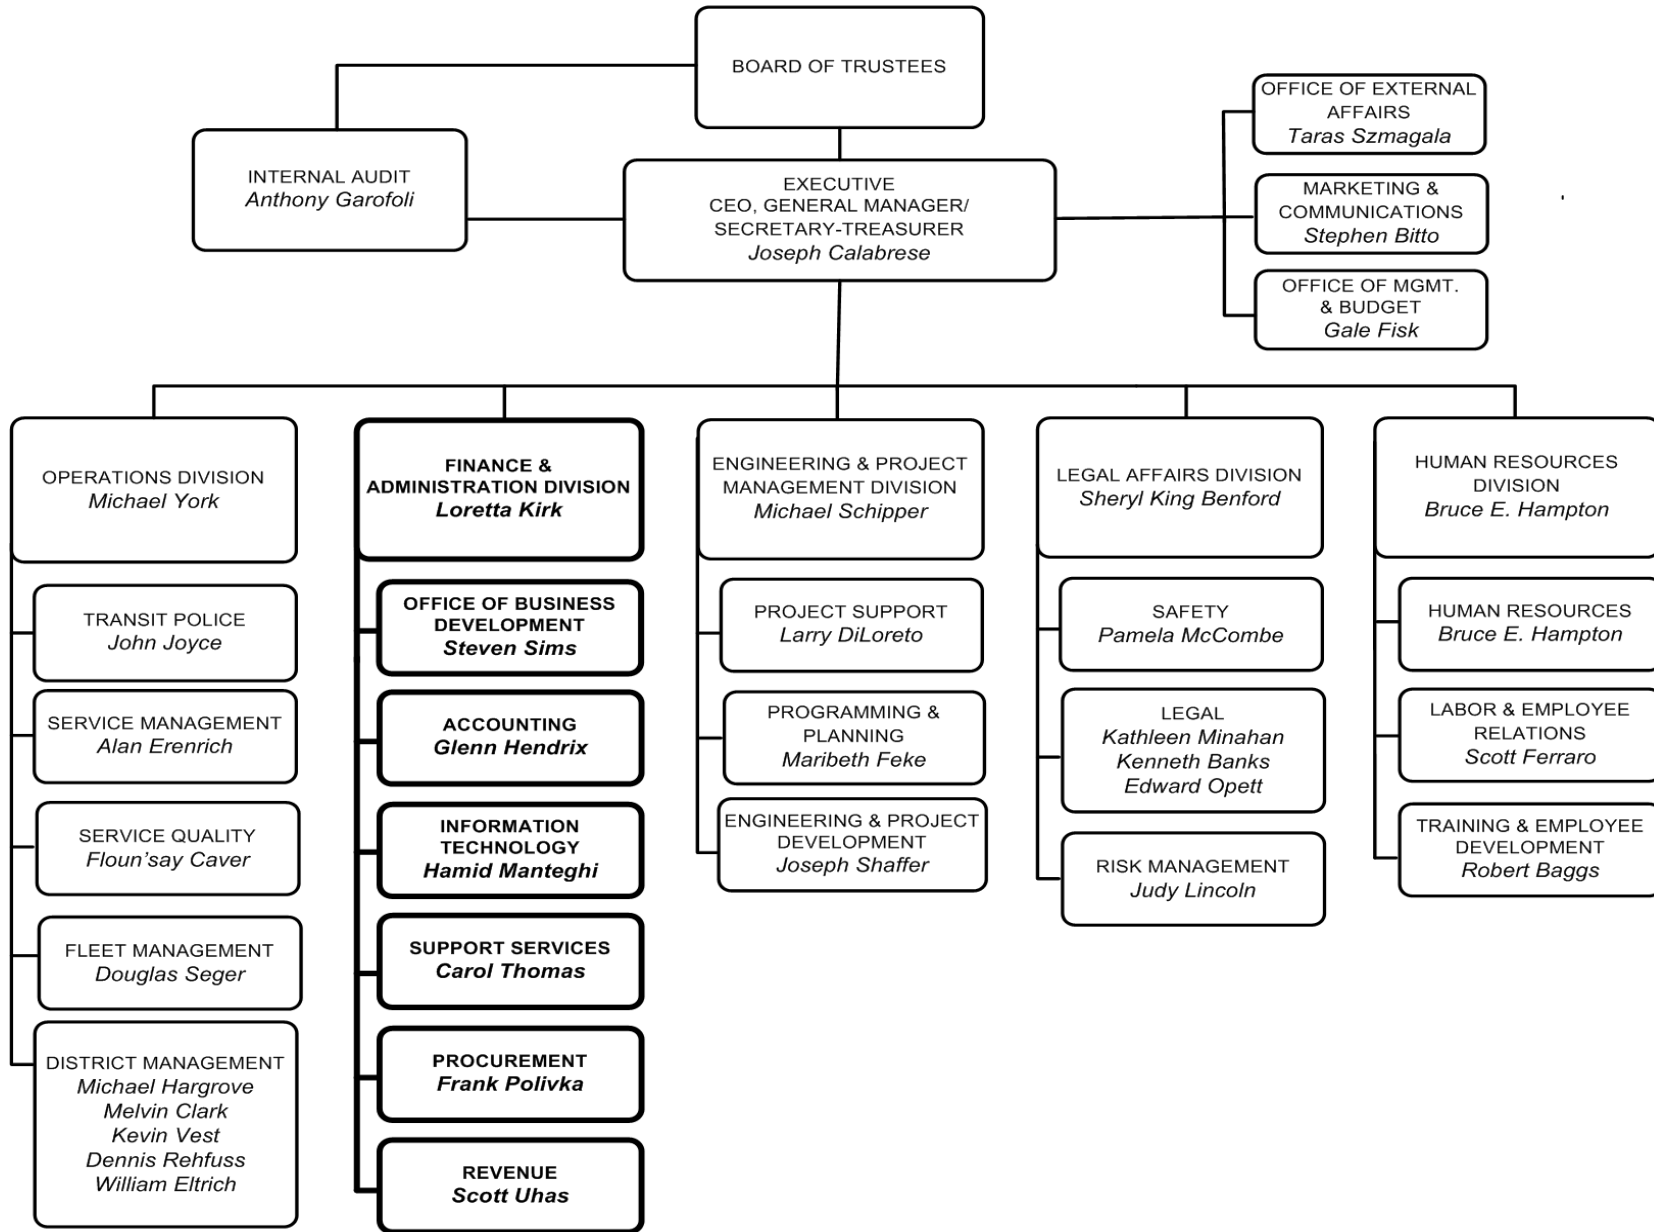 BOARD OF TRUSTEES
INTERNAL AUDIT
Anthony Garofoli
EXECUTIVE
CEO, GENERAL MANAGER/
SECRETARY-TREASURER
Joseph Calabrese
OFFICE OF EXTERNAL
AFFAIRS
Taras Szmagala
MARKETING &
COMMUNICATIONS
Stephen Bitto
OFFICE OF MGMT.
& BUDGET
Gale Fisk
OPERATIONS DIVISION
Michael York
TRANSIT POLICE
John Joyce
SERVICE MANAGEMENT
Alan Erenrich
SERVICE QUALITY
Floun'say Caver
FLEET MANAGEMENT
Douglas Seger
DISTRICT MANAGEMENT
Michael Hargrove
Melvin Clark
Kevin Vest
Dennis Rehfuss
William Eltrich
FINANCE &
ADMINISTRATION DIVISION
Loretta Kirk
OFFICE OF BUSINESS
DEVELOPMENT
Steven Sims
ACCOUNTING
Glenn Hendrix
INFORMATION
TECHNOLOGY
Hamid Manteghi
SUPPORT SERVICES
Carol Thomas
PROCUREMENT
Frank Polivka
REVENUE
Scott Uhas
ENGINEERING & PROJECT
MANAGEMENT DIVISION
Michael Schipper
PROJECT SUPPORT
Larry DiLoreto
PROGRAMMING &
PLANNING
Maribeth Feke
ENGINEERING & PROJECT
DEVELOPMENT
Joseph Shaffer
LEGAL AFFAIRS DIVISION
Sheryl King Benford
SAFETY
Pamela McCombe
LEGAL
Kathleen Minahan
Kenneth Banks
Edward Opett
RISK MANAGEMENT
Judy Lincoln
HUMAN RESOURCES
DIVISION
Bruce E. Hampton
HUMAN RESOURCES
Bruce E. Hampton
LABOR & EMPLOYEE
RELATIONS
Scott Ferraro
TRAINING & EMPLOYEE
DEVELOPMENT
Robert Baggs